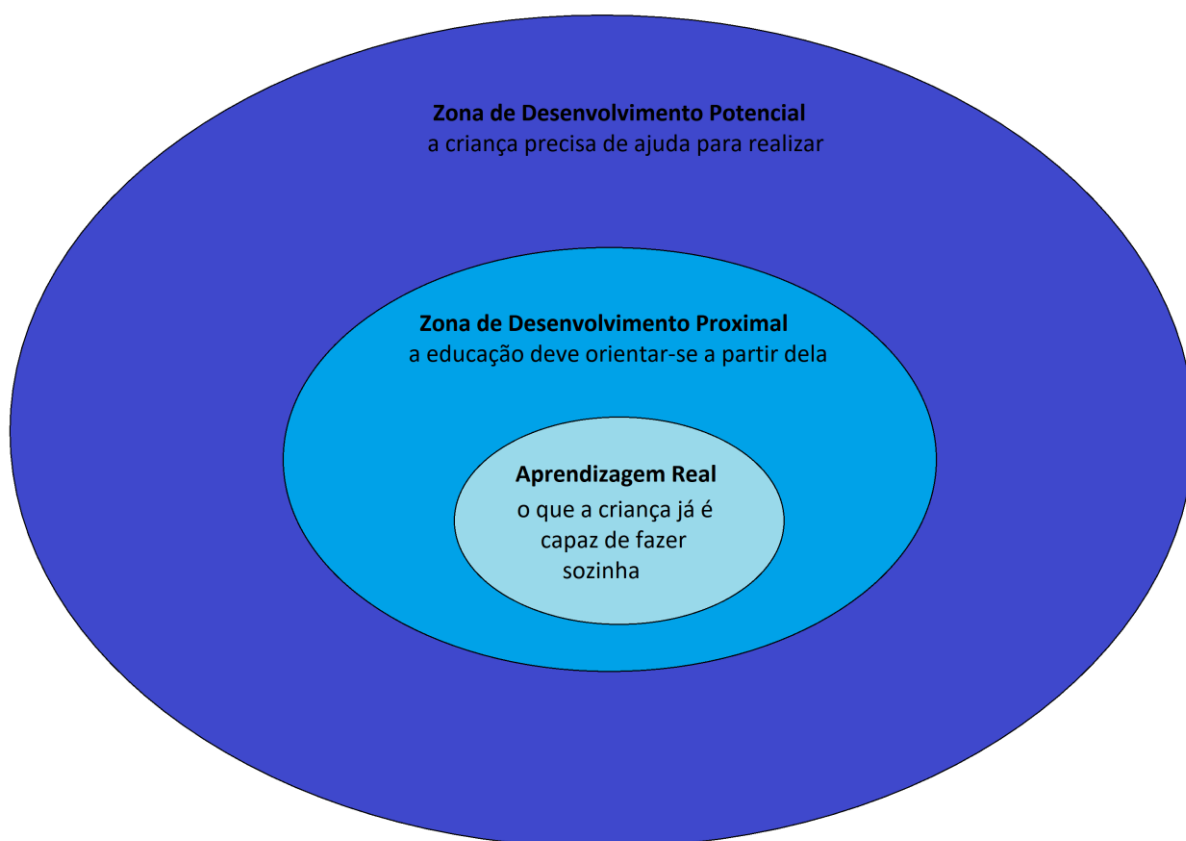 Zona de Desenvolvimento Potencial
a criança precisa de ajuda para realizar
Zona de Desenvolvimento Proximal
a educação deve orientar-se a partir dela
Aprendizagem Real
o que a criança já é
capaz de fazer
sozinha